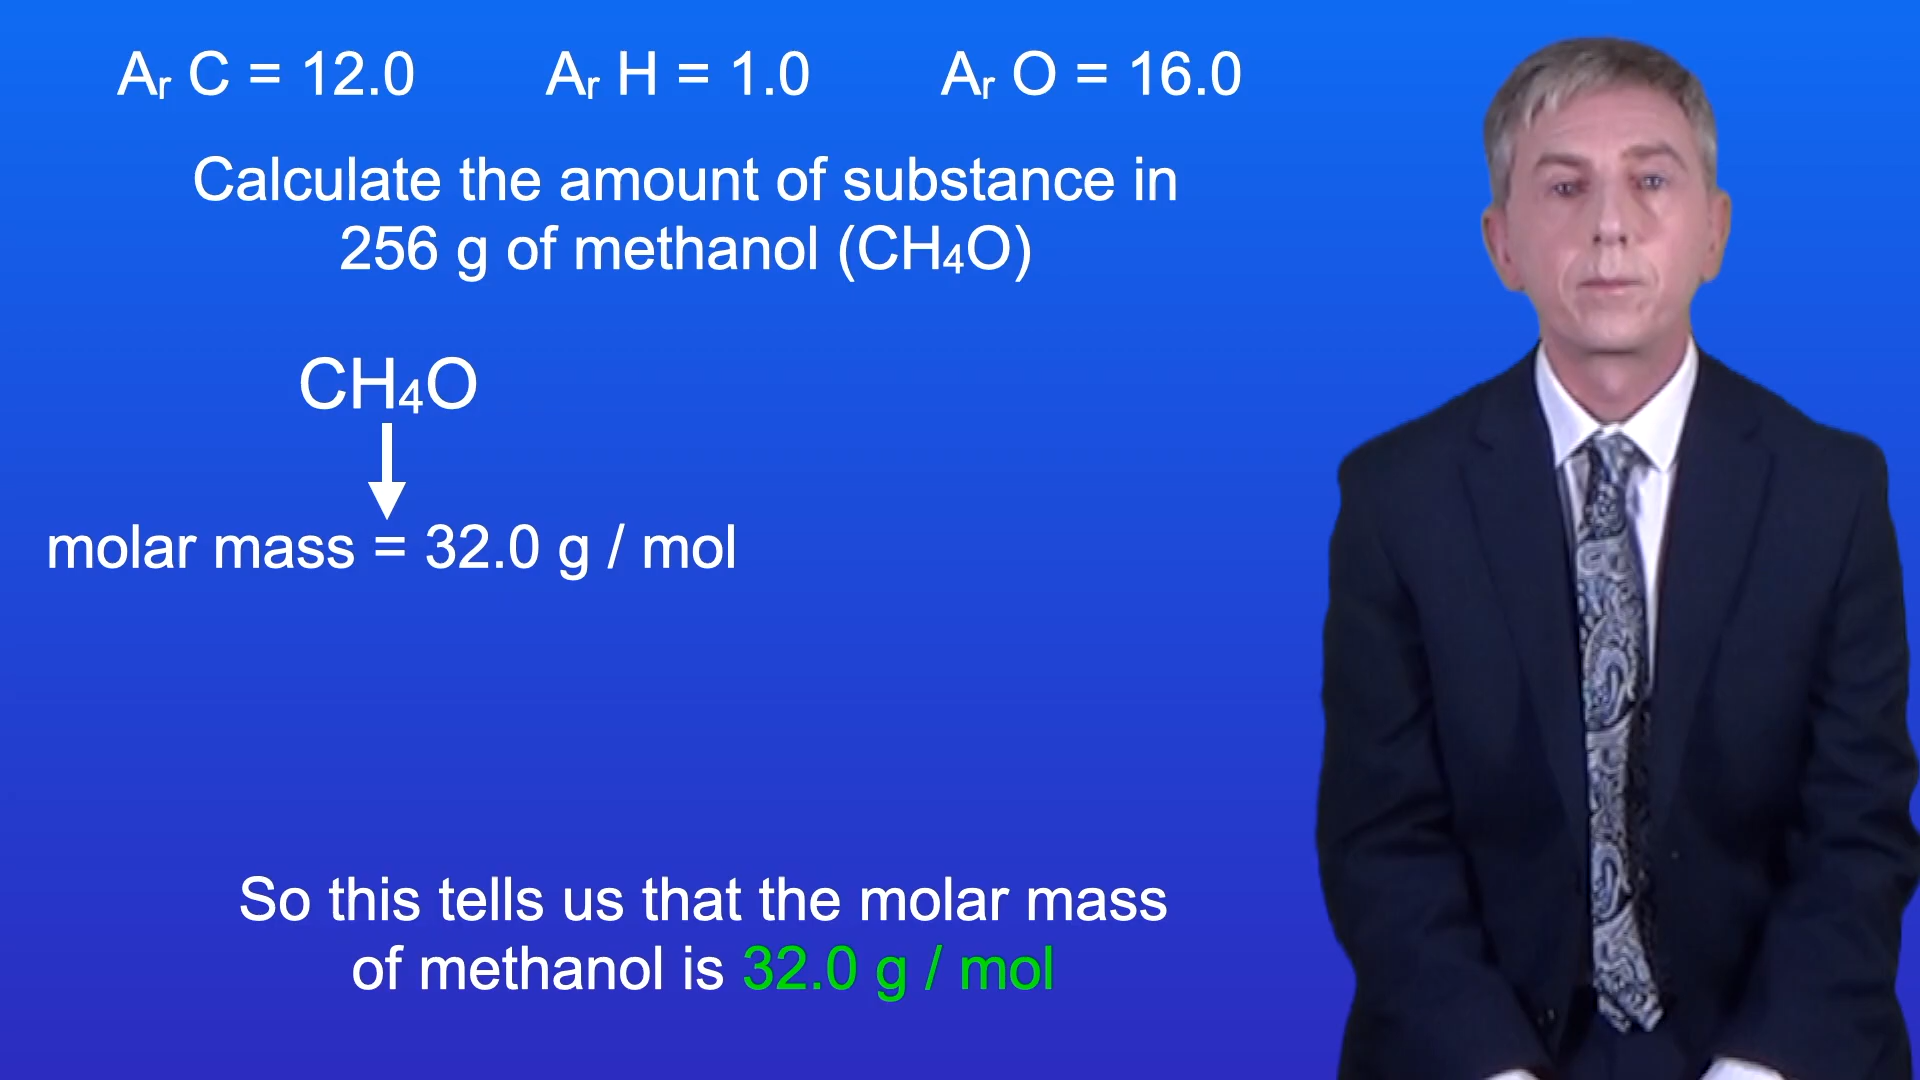 Aᵣ C = 12.0 Aᵣ H = 1.0 Aᵣ O = 16.0
Calculate the amount of substance in
256 g of methanol (CH₄O)
CH₄O
molar mass = 32.0 g / mol
So this tells us that the molar mass
of methanol is 32.0 g / mol